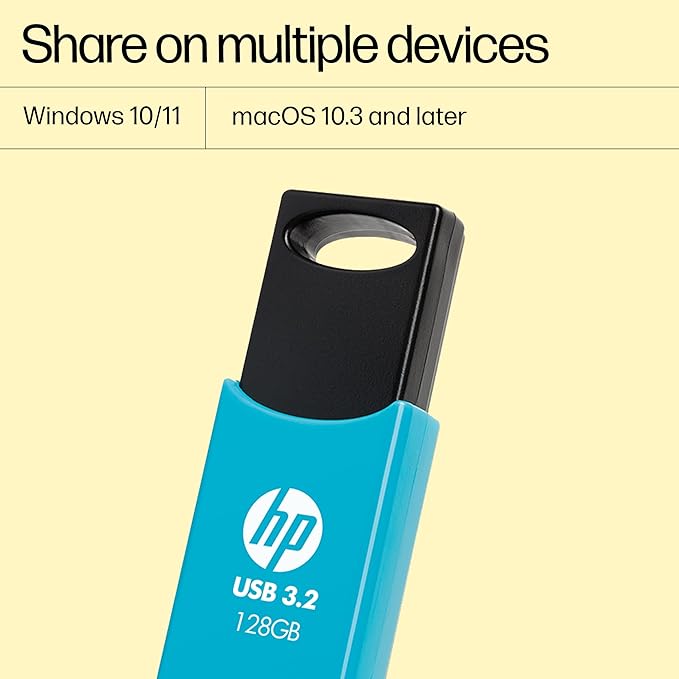 Share on multiple devices
Windows 10/11
macOS 10.3 and later
hp
USB 3.2
128GB